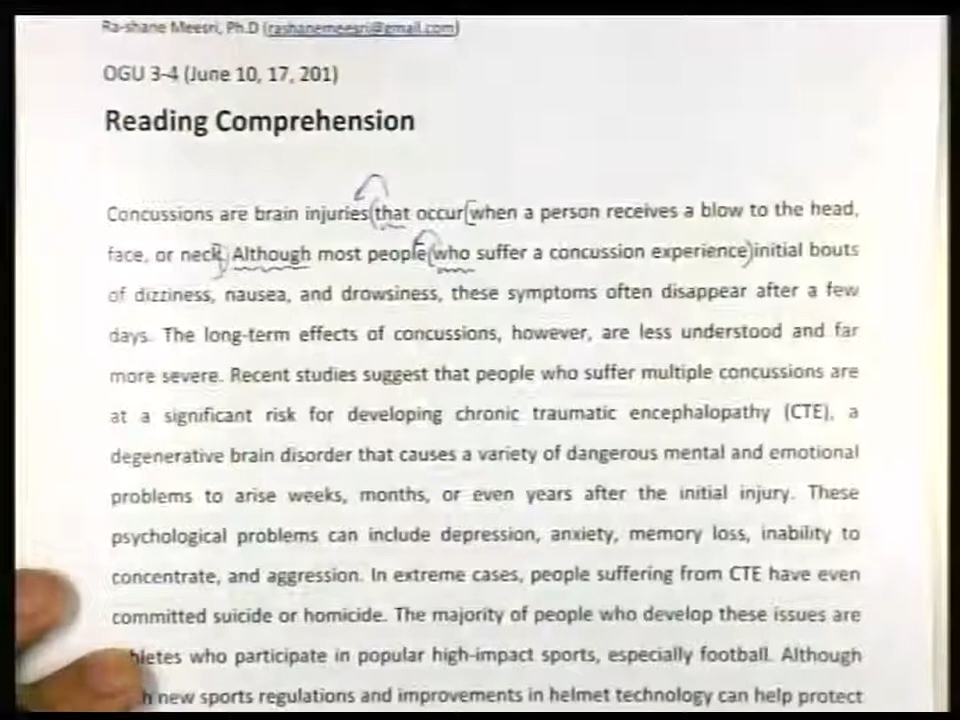 Ra-shane Meesri, Ph.D (rashanemeesri@gmail.com)
OGU 3-4 (June 10, 17, 201)
Reading Comprehension
Concussions are brain injuries that occur when a person receives a blow to the head,
face, or neck. Although most people who suffer a concussion experience initial bouts
of dizziness, nausea, and drowsiness, these symptoms often disappear after a few
days. The long-term effects of concussions, however, are less understood and far
more severe. Recent studies suggest that people who suffer multiple concussions are
at a significant risk for developing chronic traumatic encephalopathy (CTE), a
degenerative brain disorder that causes a variety of dangerous mental and emotional
problems to arise weeks, months, or even years after the initial injury. These
psychological problems can include depression, anxiety, memory loss, inability to
concentrate, and aggression. In extreme cases, people suffering from CTE have even
committed suicide or homicide. The majority of people who develop these issues are
hletes who participate in popular high-impact sports, especially football. Although
h new sports regulations and improvements in helmet technology can help protect